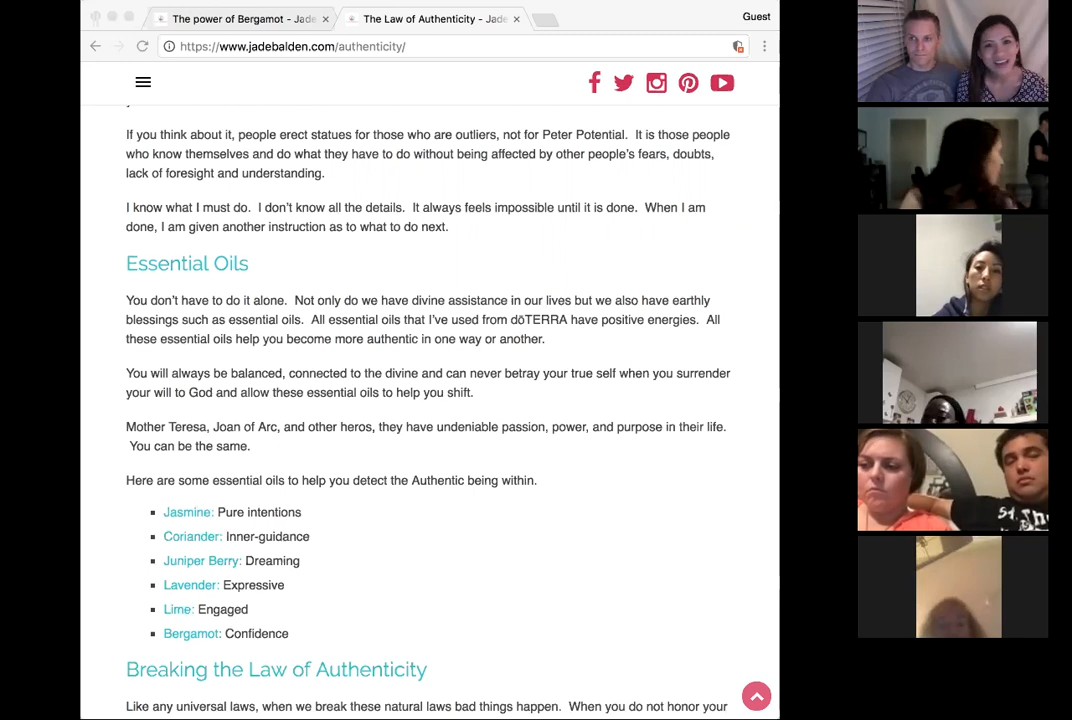 The power of Bergamot - Jade
The Law of Authenticity - Jade
Guest
https://www.jadebalden.com/authenticity/
If you think about it, people erect statues for those who are outliers, not for Peter Potential.  It is those people
who know themselves and do what they have to do without being affected by other people's fears, doubts,
lack of foresight and understanding.
I know what I must do.  I don't know all the details.  It always feels impossible until it is done.  When I am
done, I am given another instruction as to what to do next.
Essential Oils
You don't have to do it alone.  Not only do we have divine assistance in our lives but we also have earthly
blessings such as essential oils.  All essential oils that I've used from dōTERRA have positive energies.  All
these essential oils help you become more authentic in one way or another.
You will always be balanced, connected to the divine and can never betray your true self when you surrender
your will to God and allow these essential oils to help you shift.
Mother Teresa, Joan of Arc, and other heros, they have undeniable passion, power, and purpose in their life.
You can be the same.
Here are some essential oils to help you detect the Authentic being within.
Jasmine: Pure intentions
Coriander: Inner-guidance
Juniper Berry: Dreaming
Lavender: Expressive
Lime: Engaged
Bergamot: Confidence
Breaking the Law of Authenticity
Like any universal laws, when we break these natural laws bad things happen.  When you do not honor your